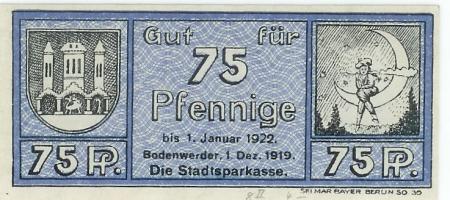 Gut für
75
Pfennige
bis 1. Januar 1922.
Bodenwerder, 1. Dez. 1919.
Die Stadtsparkasse.
75 Pf.
75 Pf.
SELMAR BAYER BERLIN SO 36